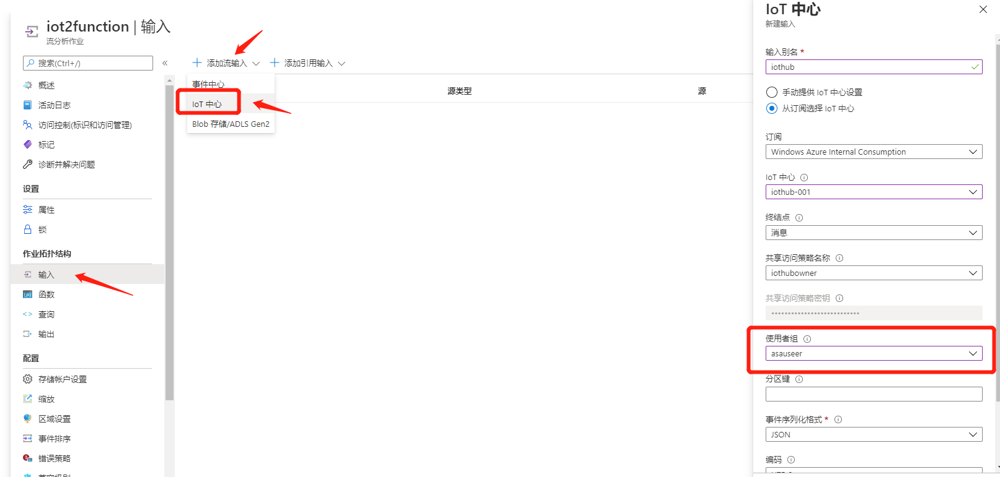 iot2function | 输入
流分析作业
搜索(Ctrl+/)
«
概述
活动日志
访问控制(标识和访问管理)
标记
诊断并解决问题
设置
属性
锁
作业拓扑结构
输入
函数
查询
输出
配置
存储帐户设置
缩放
区域设置
事件排序
错误策略
添加流输入
添加引用输入
事件中心
IoT 中心
Blob 存储/ADLS Gen2
源类型
源
IoT 中心
新建输入
输入别名 *
iothub
手动提供 IoT 中心设置
从订阅选择 IoT 中心
订阅
Windows Azure Internal Consumption
IoT 中心
iothub-001
终结点
消息
共享访问策略名称
iothubowner
共享访问策略密钥
使用者组
asauseer
分区键
事件序列化格式 *
JSON
编码